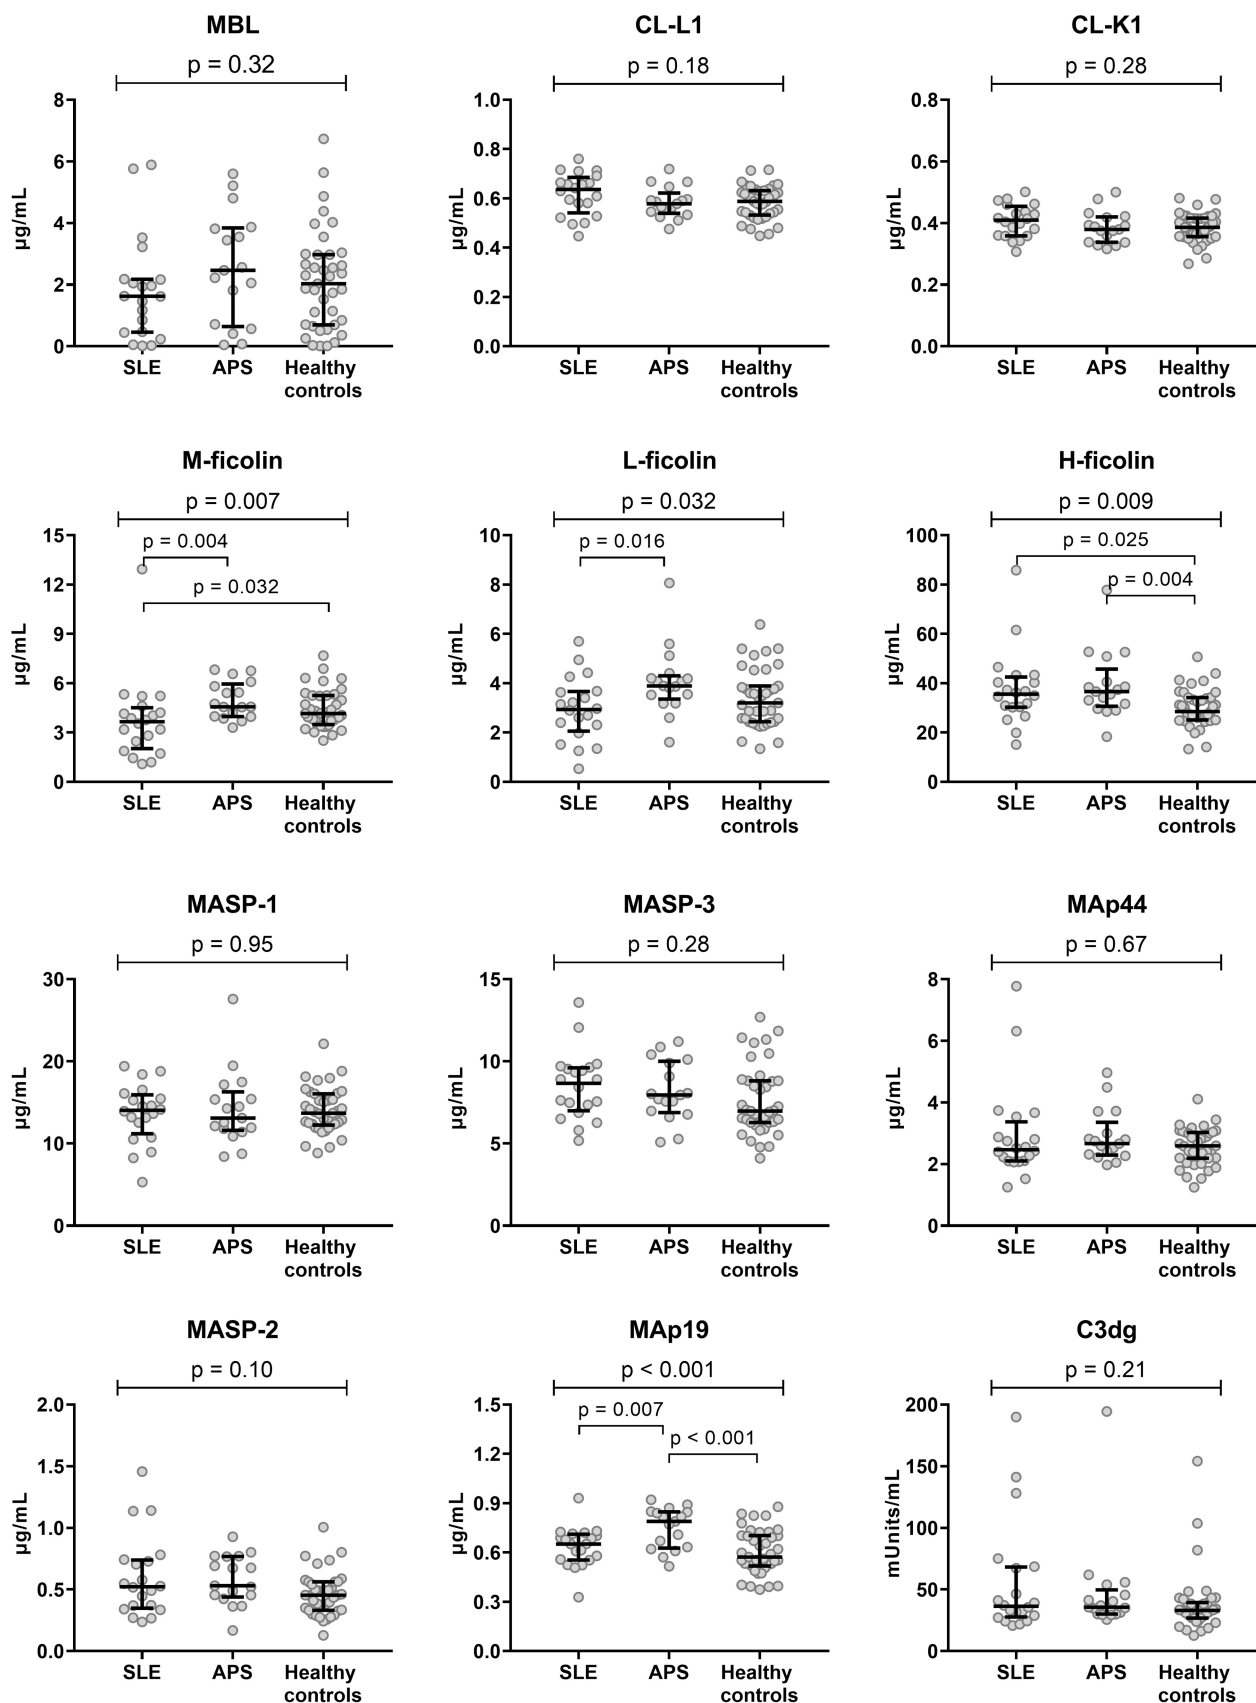 MBL
p = 0.32
8
6
4
2
0
µg/mL
SLE
APS
Healthy
controls
CL-L1
p = 0.18
1.0
0.8
0.6
0.4
0.2
0.0
µg/mL
SLE
APS
Healthy
controls
CL-K1
p = 0.28
0.8
0.6
0.4
0.2
0.0
µg/mL
SLE
APS
Healthy
controls
M-ficolin
p = 0.007
p = 0.004
p = 0.032
15
12
9
6
3
0
µg/mL
SLE
APS
Healthy
controls
L-ficolin
p = 0.032
p = 0.016
10
8
6
4
2
0
µg/mL
SLE
APS
Healthy
controls
H-ficolin
p = 0.009
p = 0.025
p = 0.004
100
80
60
40
20
0
µg/mL
SLE
APS
Healthy
controls
MASP-1
p = 0.95
30
20
10
0
µg/mL
SLE
APS
Healthy
controls
MASP-3
p = 0.28
15
10
5
0
µg/mL
SLE
APS
Healthy
controls
MAp44
p = 0.67
8
6
4
2
0
µg/mL
SLE
APS
Healthy
controls
MASP-2
p = 0.10
2.0
1.5
1.0
0.5
0.0
µg/mL
SLE
APS
Healthy
controls
MAp19
p < 0.001
p = 0.007
p < 0.001
1.5
1.2
0.9
0.6
0.3
0.0
µg/mL
SLE
APS
Healthy
controls
C3dg
p = 0.21
200
150
100
50
0
mUnits/mL
SLE
APS
Healthy
controls